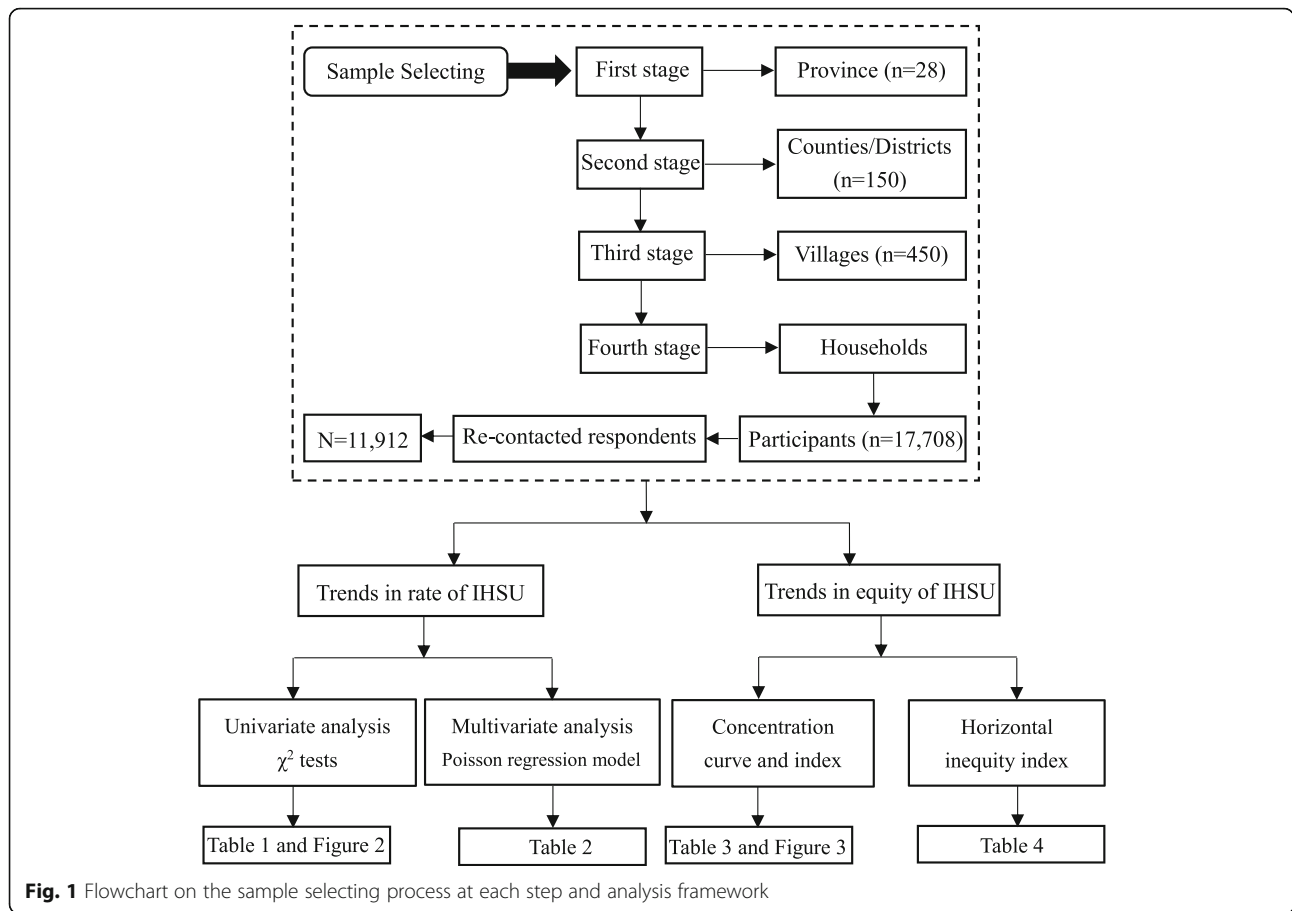 Sample Selecting
First stage
Province (n=28)
Second stage
Counties/Districts
(n=150)
Third stage
Villages (n=450)
Fourth stage
Households
N=11,912
Re-contacted respondents
Participants (n=17,708)
Trends in rate of IHSU
Trends in equity of IHSU
Univariate analysis
χ² tests
Multivariate analysis
Poisson regression model
Concentration
curve and index
Horizontal
inequity index
Table 1 and Figure 2
Table 2
Table 3 and Figure 3
Table 4
Fig. 1 Flowchart on the sample selecting process at each step and analysis framework